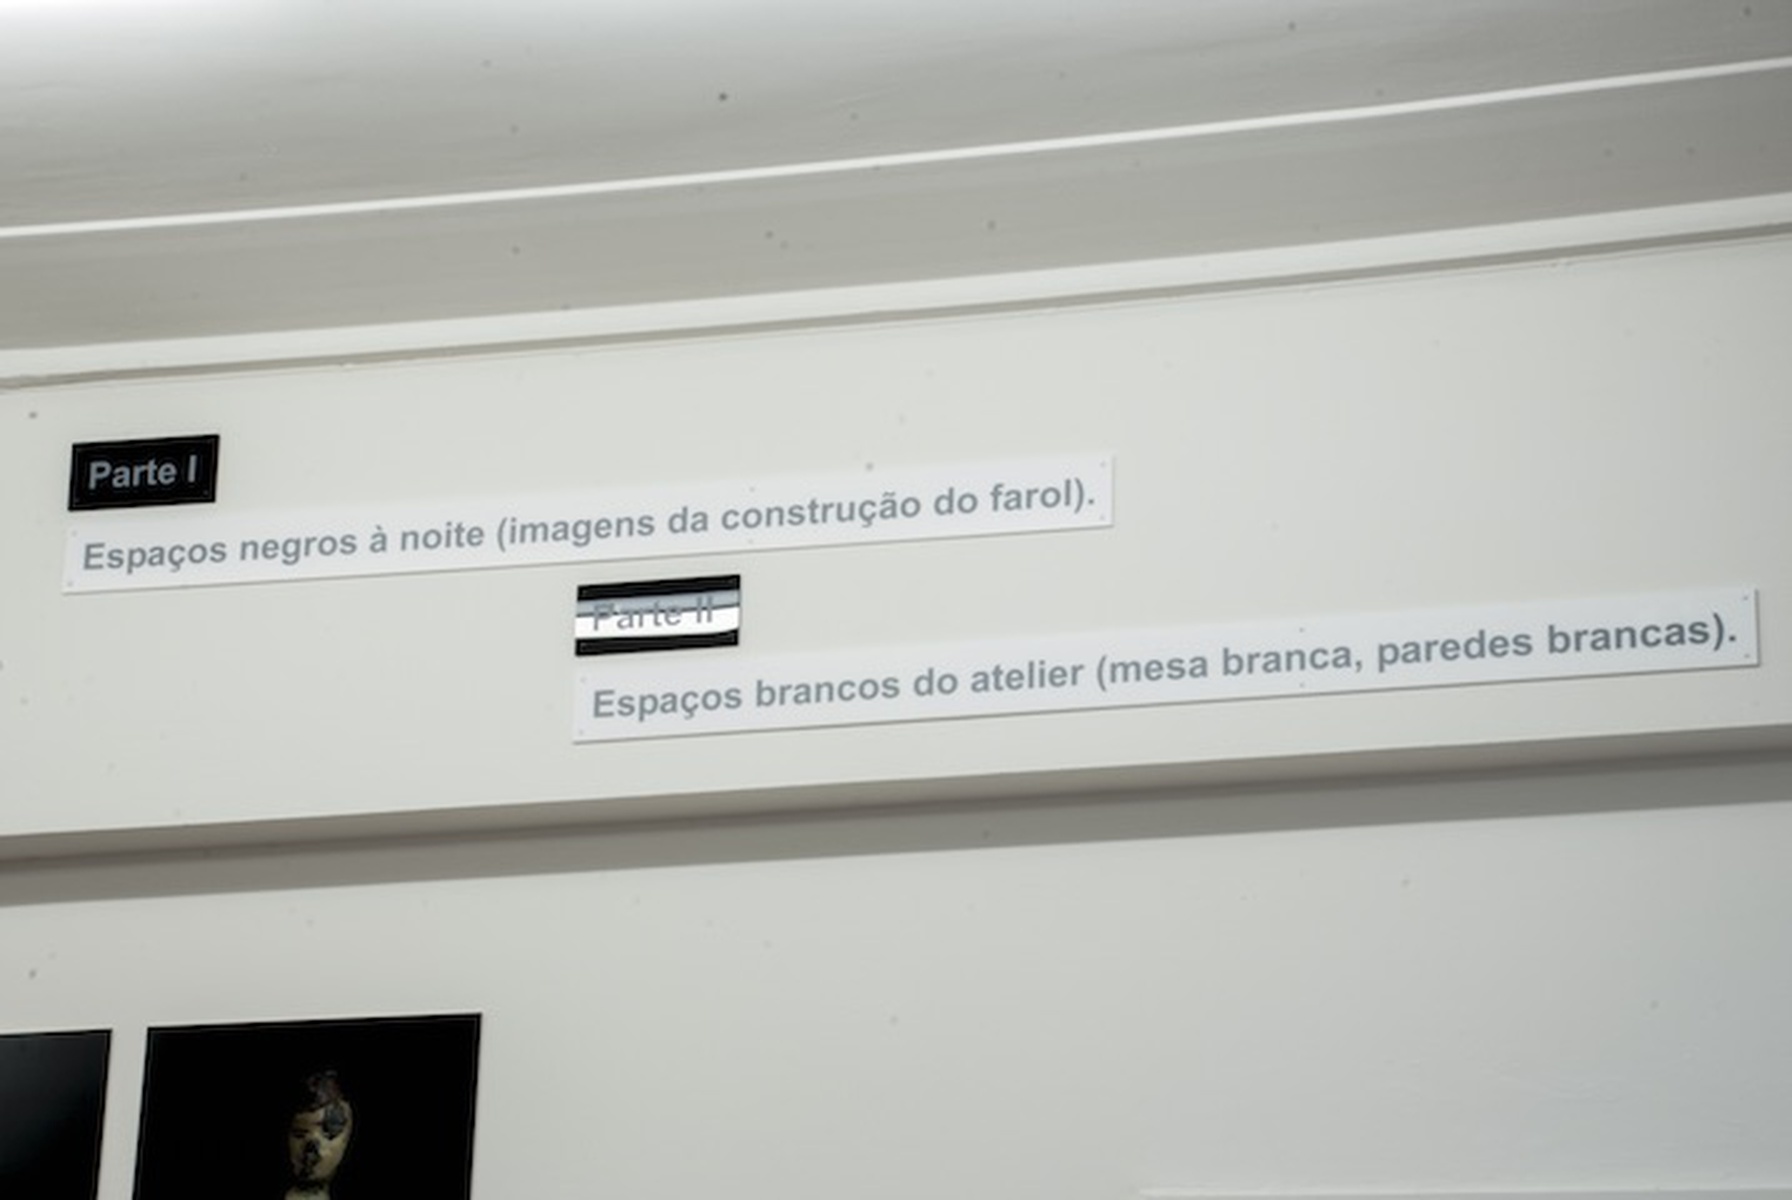 Parte I
Espaços negros à noite (imagens da construção do farol).
Parte II
Espaços brancos do atelier (mesa branca, paredes brancas).